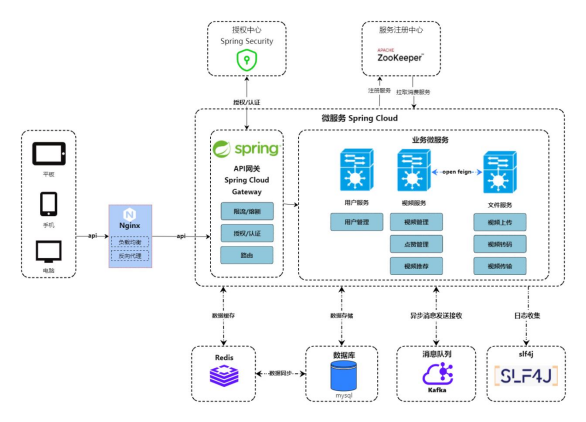 授权中心
Spring Security
服务注册中心
APACHE
ZooKeeper
授权/认证
注册服务
拉取消费服务
微服务 Spring Cloud
平板
手机
电脑
api
Nginx
负载均衡
反向代理
api
spring
API网关
Spring Cloud
Gateway
限流/熔断
授权/认证
路由
业务微服务
open feign
用户服务
视频服务
文件服务
用户管理
视频管理
点赞管理
视频推荐
视频上传
视频转码
视频传输
数据缓存
数据存储
异步消息发送接收
日志收集
Redis
数据同步
数据库
mysql
消息队列
Kafka
slf4j
SLF4J